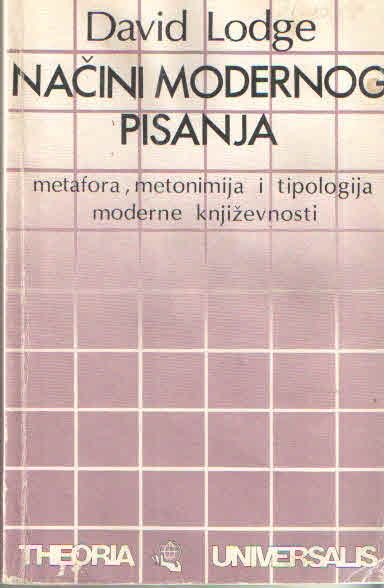 David Lodge
NAČINI MODERNOG
PISANJA
metafora, metonimija i tipologija
moderne književnosti
THEORIA UNIVERSALIS